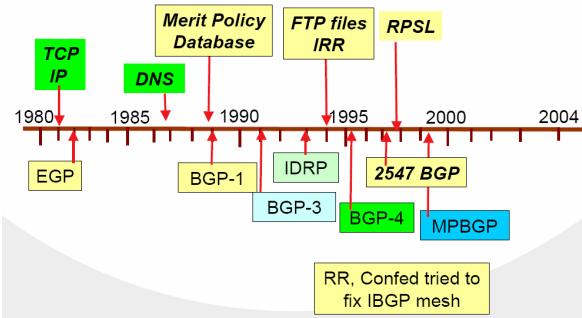 Merit Policy
Database
FTP files
IRR
RPSL
TCP
IP
DNS
1980
1985
1990
1995
2000
2004
EGP
BGP-1
IDRP
2547 BGP
BGP-3
BGP-4
MPBGP
RR, Confed tried to
fix IBGP mesh